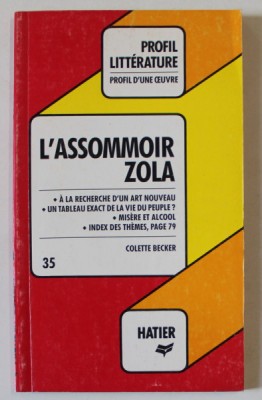 PROFIL
LITTÉRATURE
PROFIL D'UNE ŒUVRE
L'ASSOMMOIR
ZOLA
• À LA RECHERCHE D'UN ART NOUVEAU
• UN TABLEAU EXACT DE LA VIE DU PEUPLE ?
• MISÈRE ET ALCOOL
• INDEX DES THÈMES, PAGE 79
COLETTE BECKER
35
HATIER